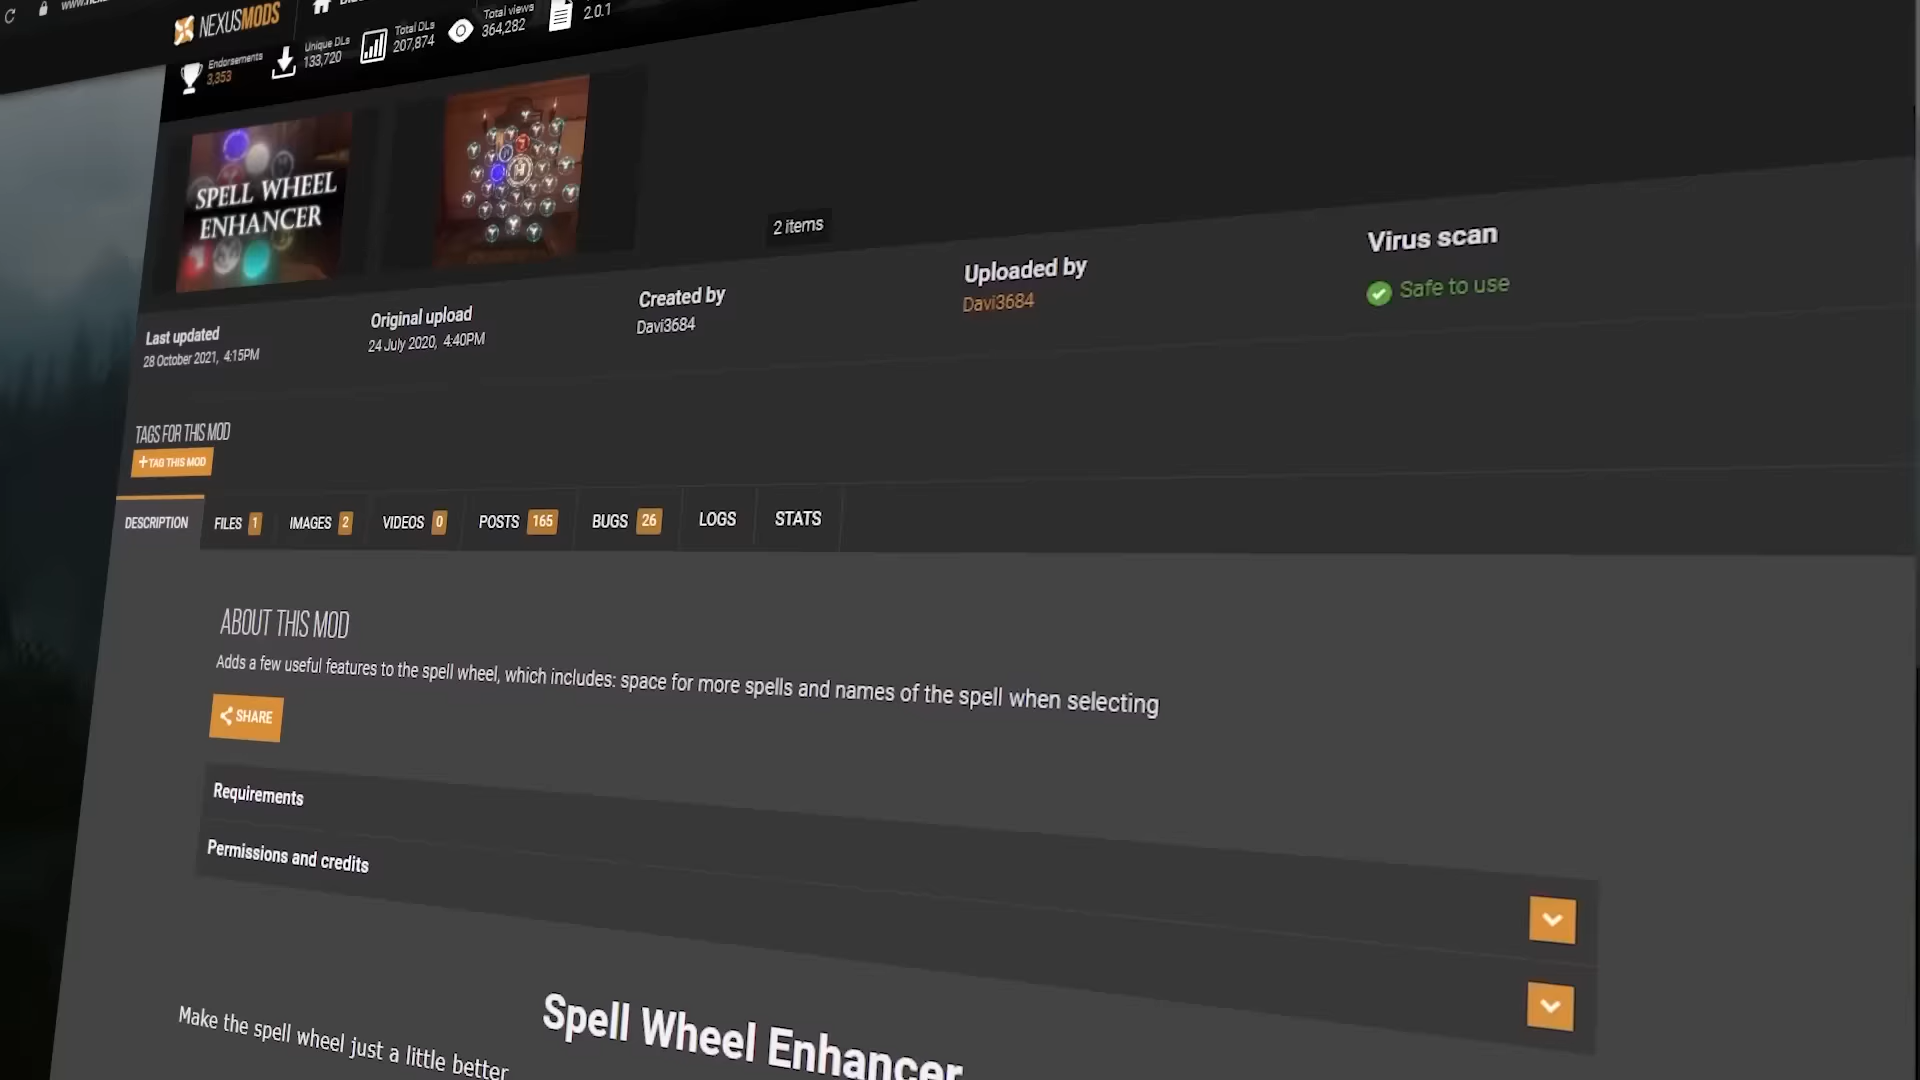 NEXUSMODS
Endorsements
3,353
Unique DLs
133,720
Total DLs
207,874
Total views
364,282
2.0.1
SPELL WHEEL
ENHANCER
2 items
Last updated
28 October 2021, 4:15PM
Original upload
24 July 2020, 4:40PM
Created by
Davi3684
Uploaded by
Davi3684
Virus scan
Safe to use
TAGS FOR THIS MOD
+TAG THIS MOD
DESCRIPTION
FILES 1
IMAGES 2
VIDEOS 0
POSTS 165
BUGS 26
LOGS
STATS
ABOUT THIS MOD
Adds a few useful features to the spell wheel, which includes: space for more spells and names of the spell when selecting
SHARE
Requirements
Permissions and credits
Spell Wheel Enhancer
Make the spell wheel just a little better